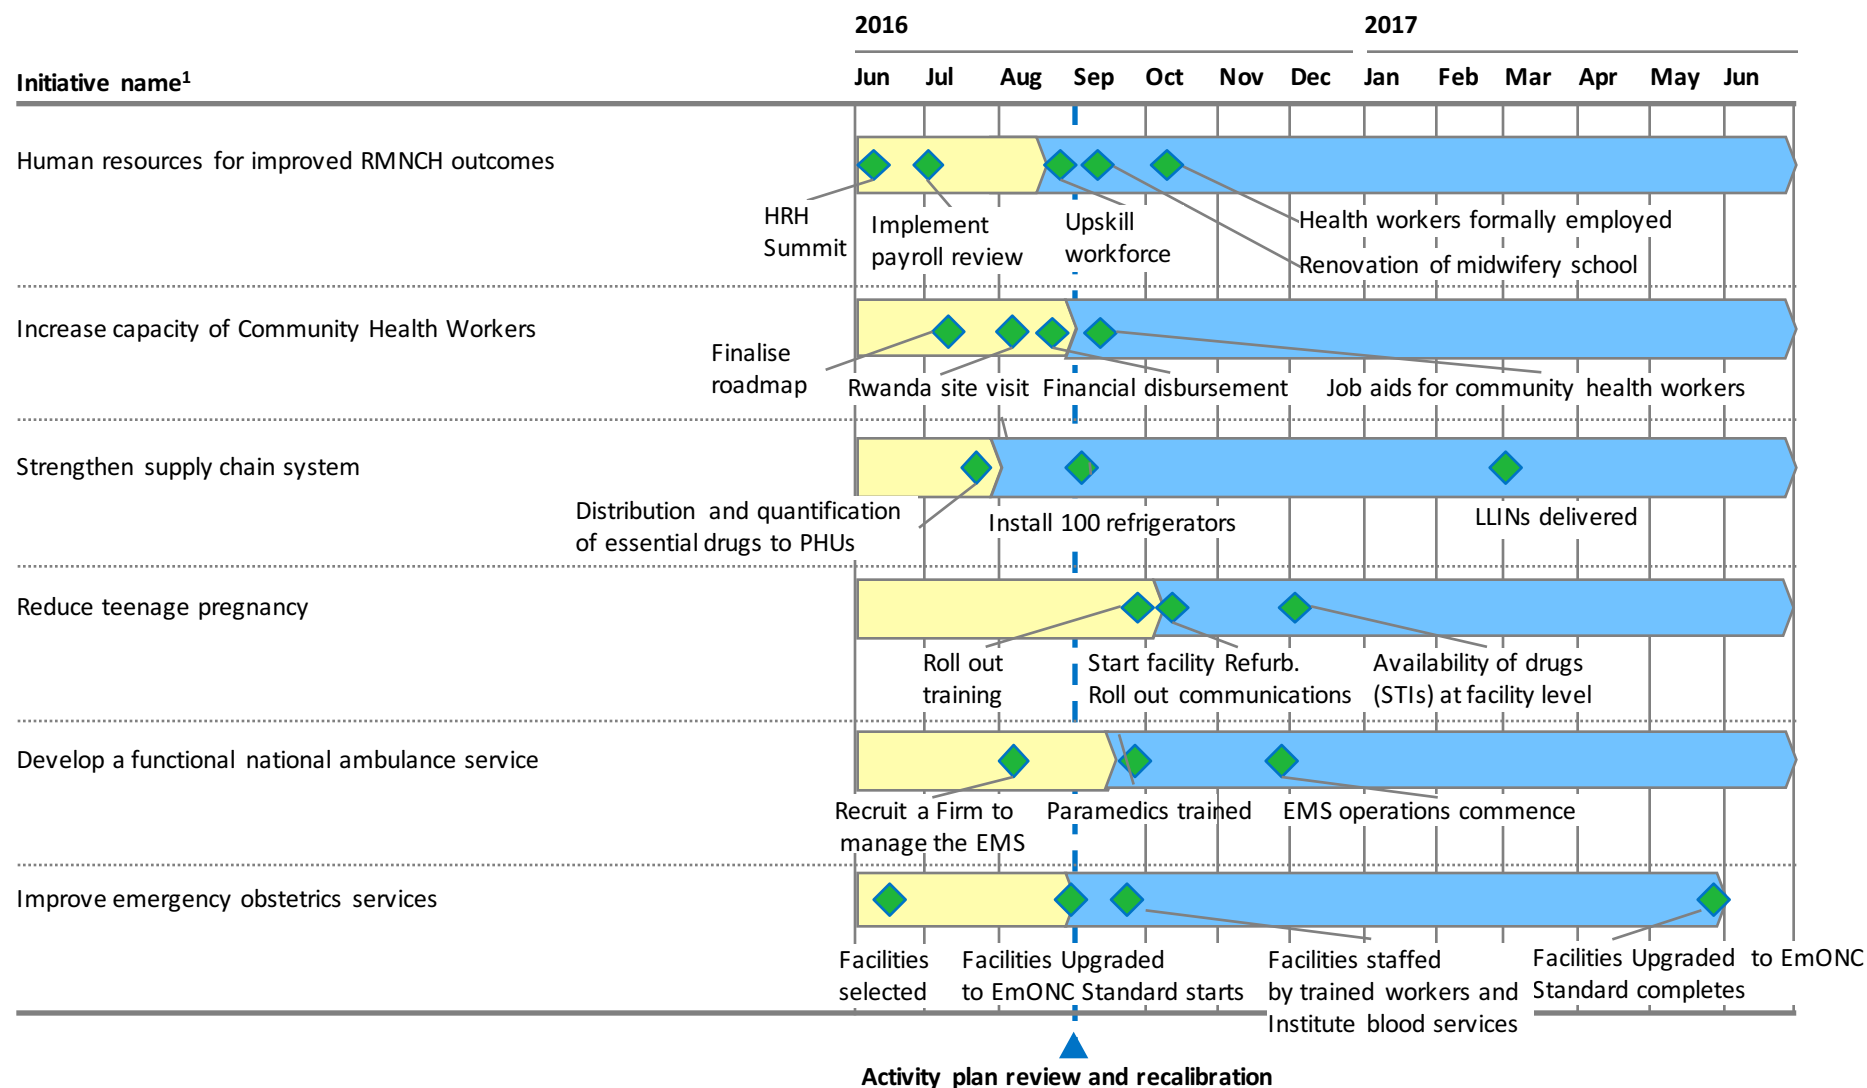 2016 2017
Initiative name¹ Jun Jul Aug Sep Oct Nov Dec Jan Feb Mar Apr May Jun
Human resources for improved RMNCH outcomes
HRH
Summit
Implement
payroll review
Upskill
workforce
Health workers formally employed
Renovation of midwifery school
Increase capacity of Community Health Workers
Finalise
roadmap
Rwanda site visit
Financial disbursement
Job aids for community health workers
Strengthen supply chain system
Distribution and quantification
of essential drugs to PHUs
Install 100 refrigerators
LLINs delivered
Reduce teenage pregnancy
Roll out
training
Start facility Refurb.
Roll out communications
Availability of drugs
(STIs) at facility level
Develop a functional national ambulance service
Recruit a Firm to
manage the EMS
Paramedics trained
EMS operations commence
Improve emergency obstetrics services
Facilities
selected
Facilities Upgraded
to EmONC Standard starts
Facilities staffed
by trained workers and
Institute blood services
Facilities Upgraded to EmONC
Standard completes
Activity plan review and recalibration